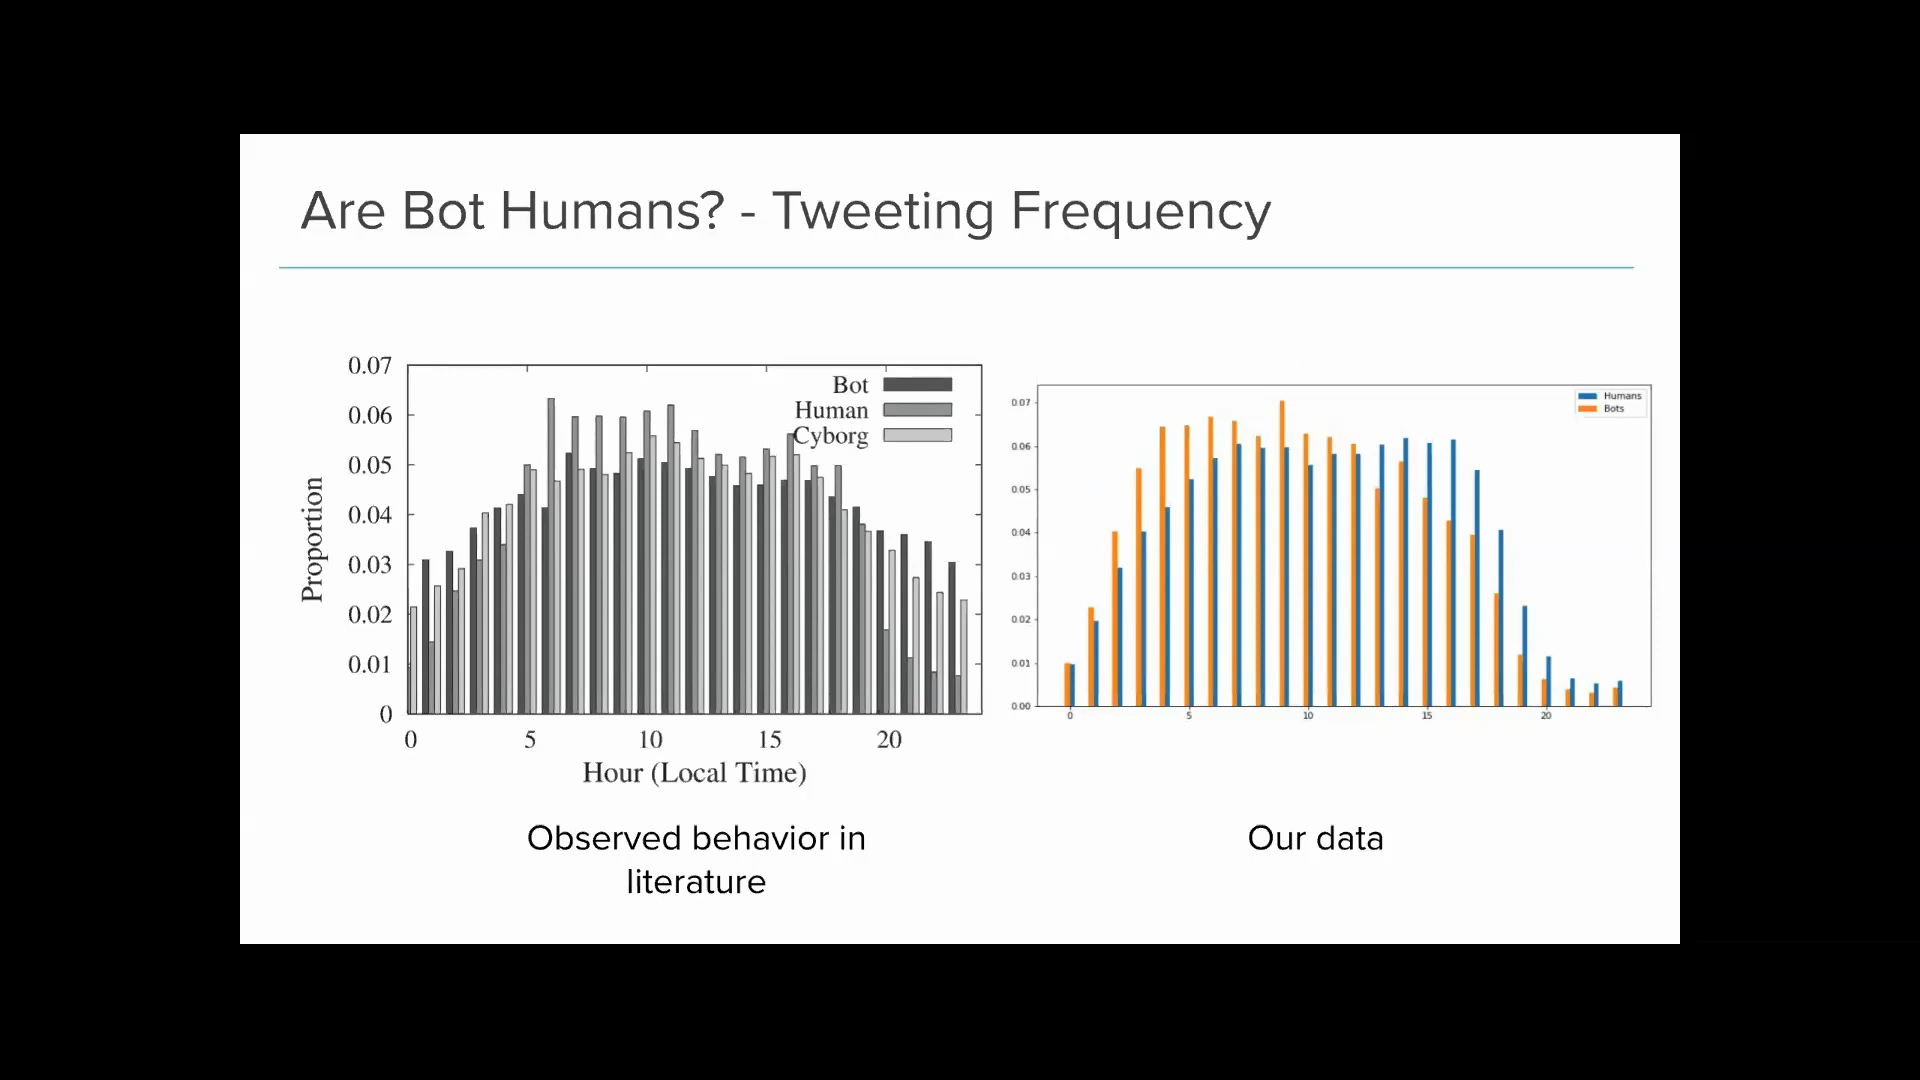 Are Bot Humans? - Tweeting Frequency
0.07
0.06
0.05
0.04
0.03
0.02
0.01
0
Proportion
Bot
Human
Cyborg
0 5 10 15 20
Hour (Local Time)
Observed behavior in
literature
0.07
0.06
0.05
0.04
0.03
0.02
0.01
0.00
Humans
Bots
0 5 10 15 20
Our data